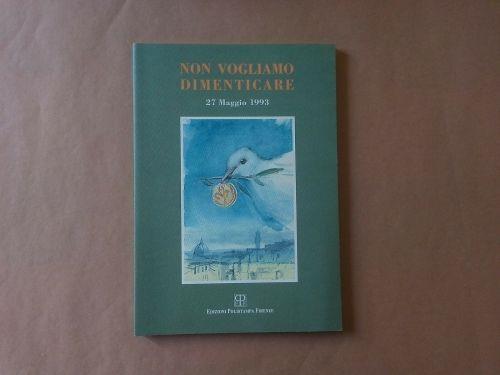 NON VOGLIAMO
DIMENTICARE
27 Maggio 1993
EDIZIONI POLISTAMPA FIRENZE